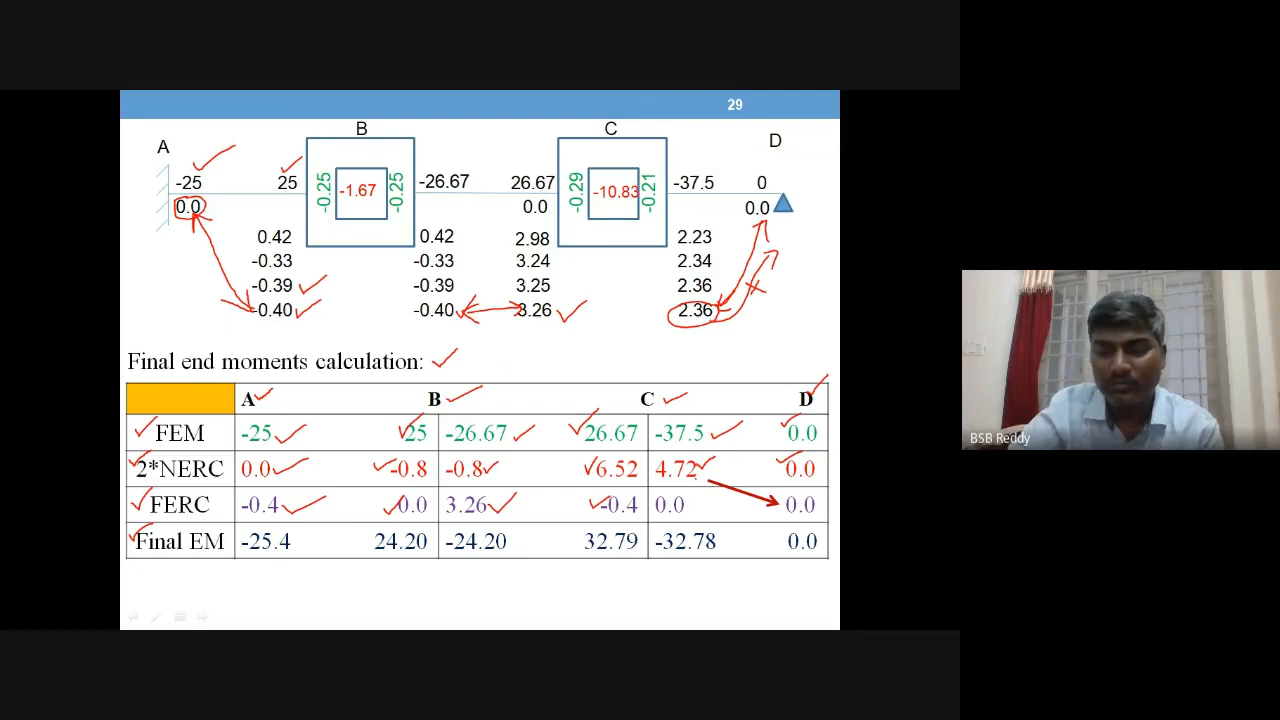 29
A B C D
-25 25 -0.25 -1.67 -0.25 -26.67 26.67 -0.29 -10.83 -0.21 -37.5 0
0.0 0.0 0.0
0.42 0.42 2.98 2.23
-0.33 -0.33 3.24 2.34
-0.39 -0.39 3.25 2.36
-0.40 -0.40 3.26 2.36
Final end moments calculation:
A B C D
FEM -25 25 -26.67 26.67 -37.5 0.0
2*NERC 0.0 -0.8 -0.8 6.52 4.72 0.0
FERC -0.4 0.0 3.26 -0.4 0.0 0.0
Final EM -25.4 24.20 -24.20 32.79 -32.78 0.0
BSB Reddy